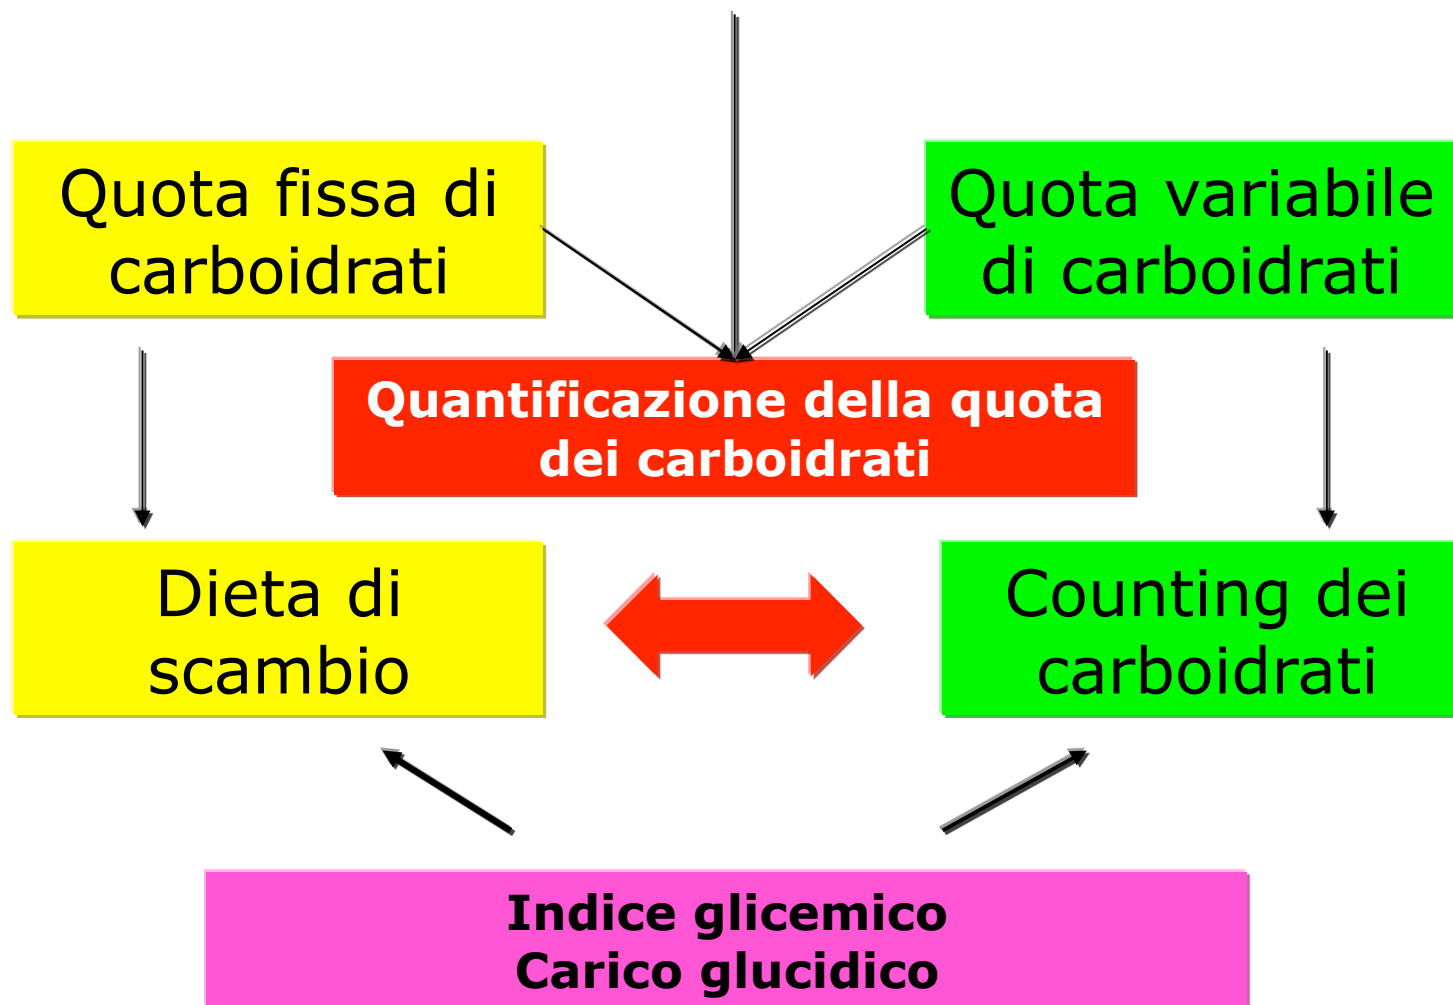 Quota fissa di
carboidrati
Quota variabile
di carboidrati
Quantificazione della quota
dei carboidrati
Dieta di
scambio
Counting dei
carboidrati
Indice glicemico
Carico glucidico